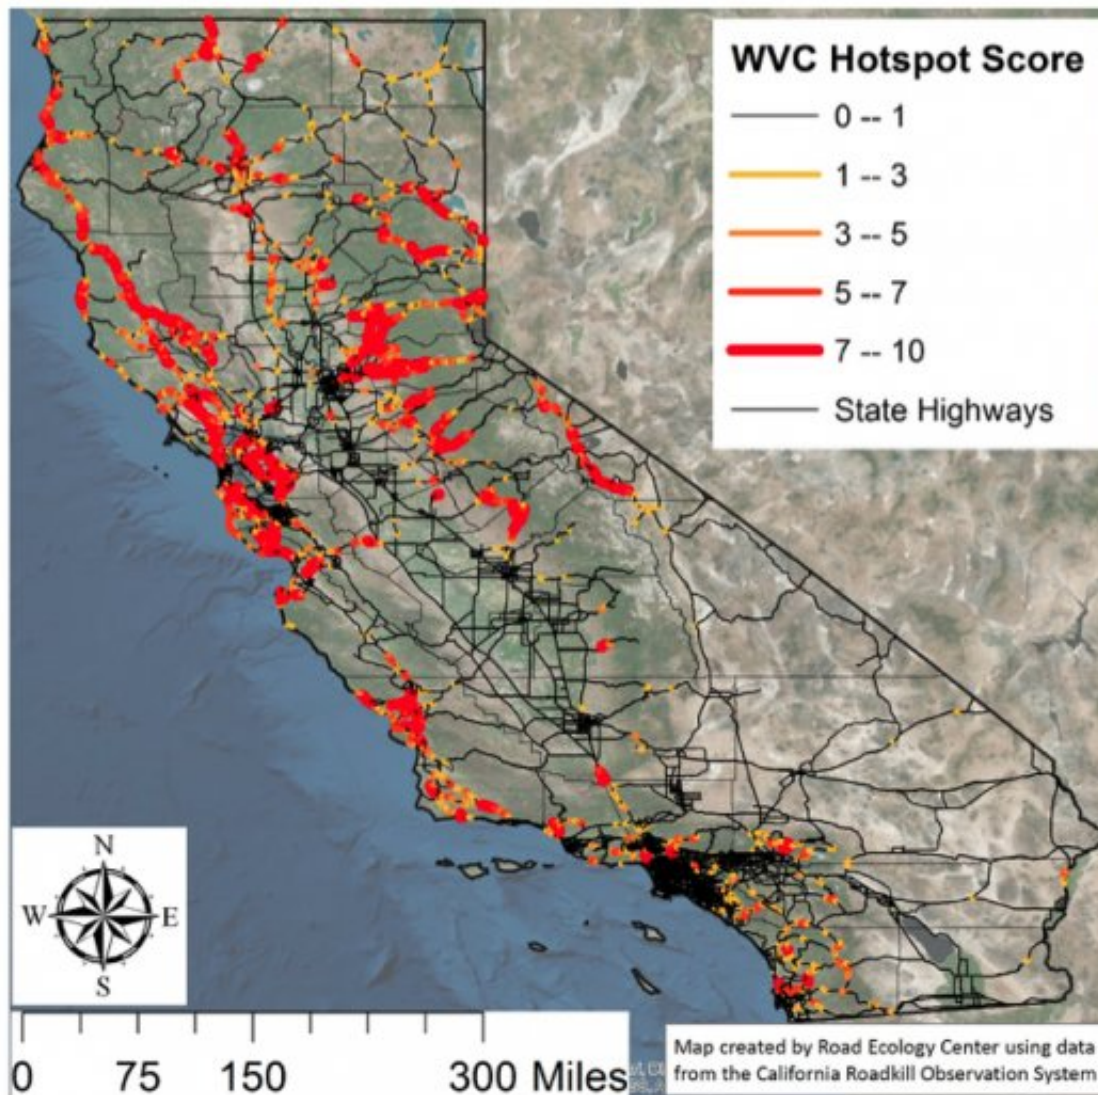 WVC Hotspot Score
0 -- 1
1 -- 3
3 -- 5
5 -- 7
7 -- 10
State Highways
N
W E
S
0 75 150 300 Miles
Map created by Road Ecology Center using data
from the California Roadkill Observation System